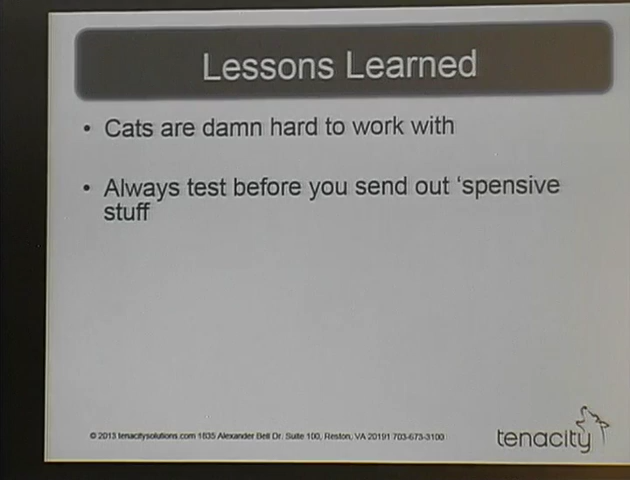 Lessons Learned
• Cats are damn hard to work with
• Always test before you send out ‘spensive
stuff
© 2013 tenacitysolutions.com 1835 Alexander Bell Dr. Suite 100, Reston, VA 20191 703-673-3100
tenacity